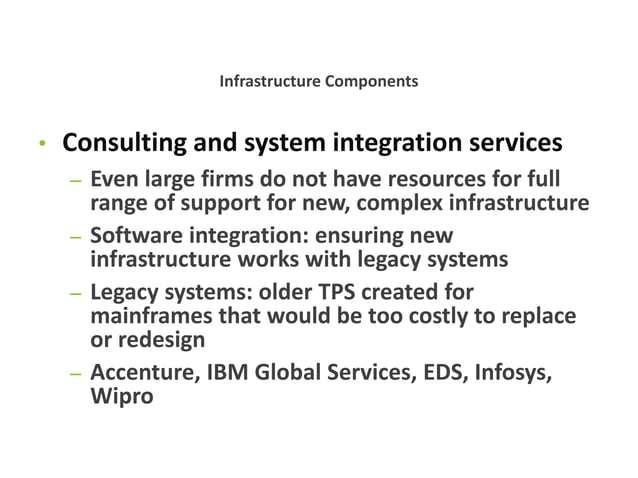 Infrastructure Components
• Consulting and system integration services
– Even large firms do not have resources for full
range of support for new, complex infrastructure
– Software integration: ensuring new
infrastructure works with legacy systems
– Legacy systems: older TPS created for
mainframes that would be too costly to replace
or redesign
– Accenture, IBM Global Services, EDS, Infosys,
Wipro